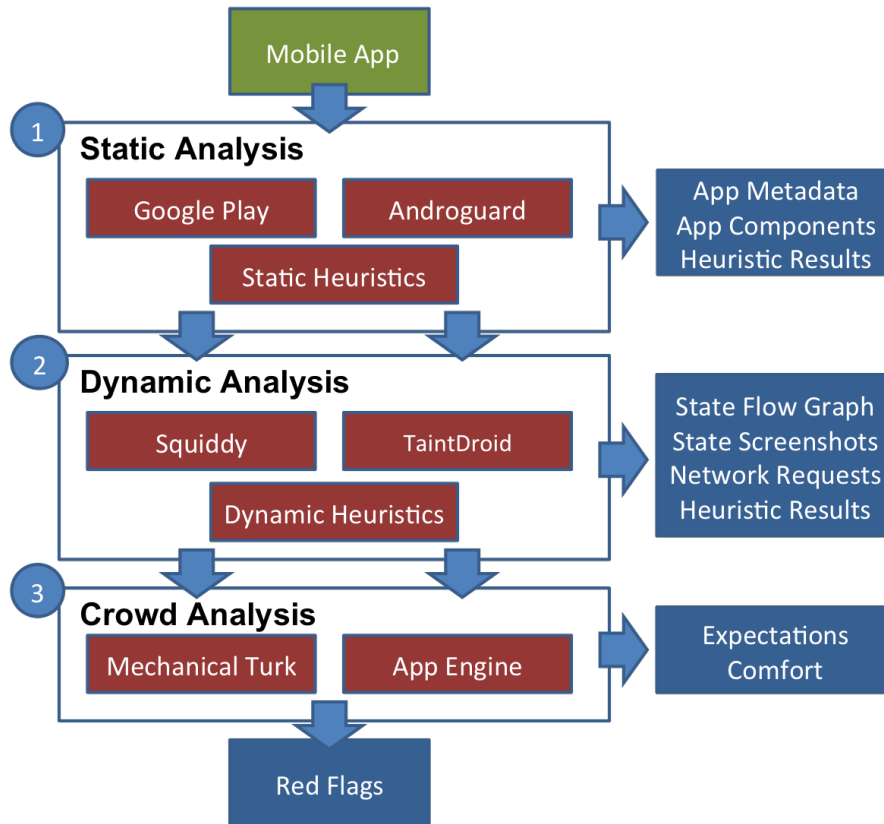 Mobile App
1
Static Analysis
Google Play
Androguard
Static Heuristics
App Metadata
App Components
Heuristic Results
2
Dynamic Analysis
Squiddy
TaintDroid
Dynamic Heuristics
State Flow Graph
State Screenshots
Network Requests
Heuristic Results
3
Crowd Analysis
Mechanical Turk
App Engine
Expectations
Comfort
Red Flags